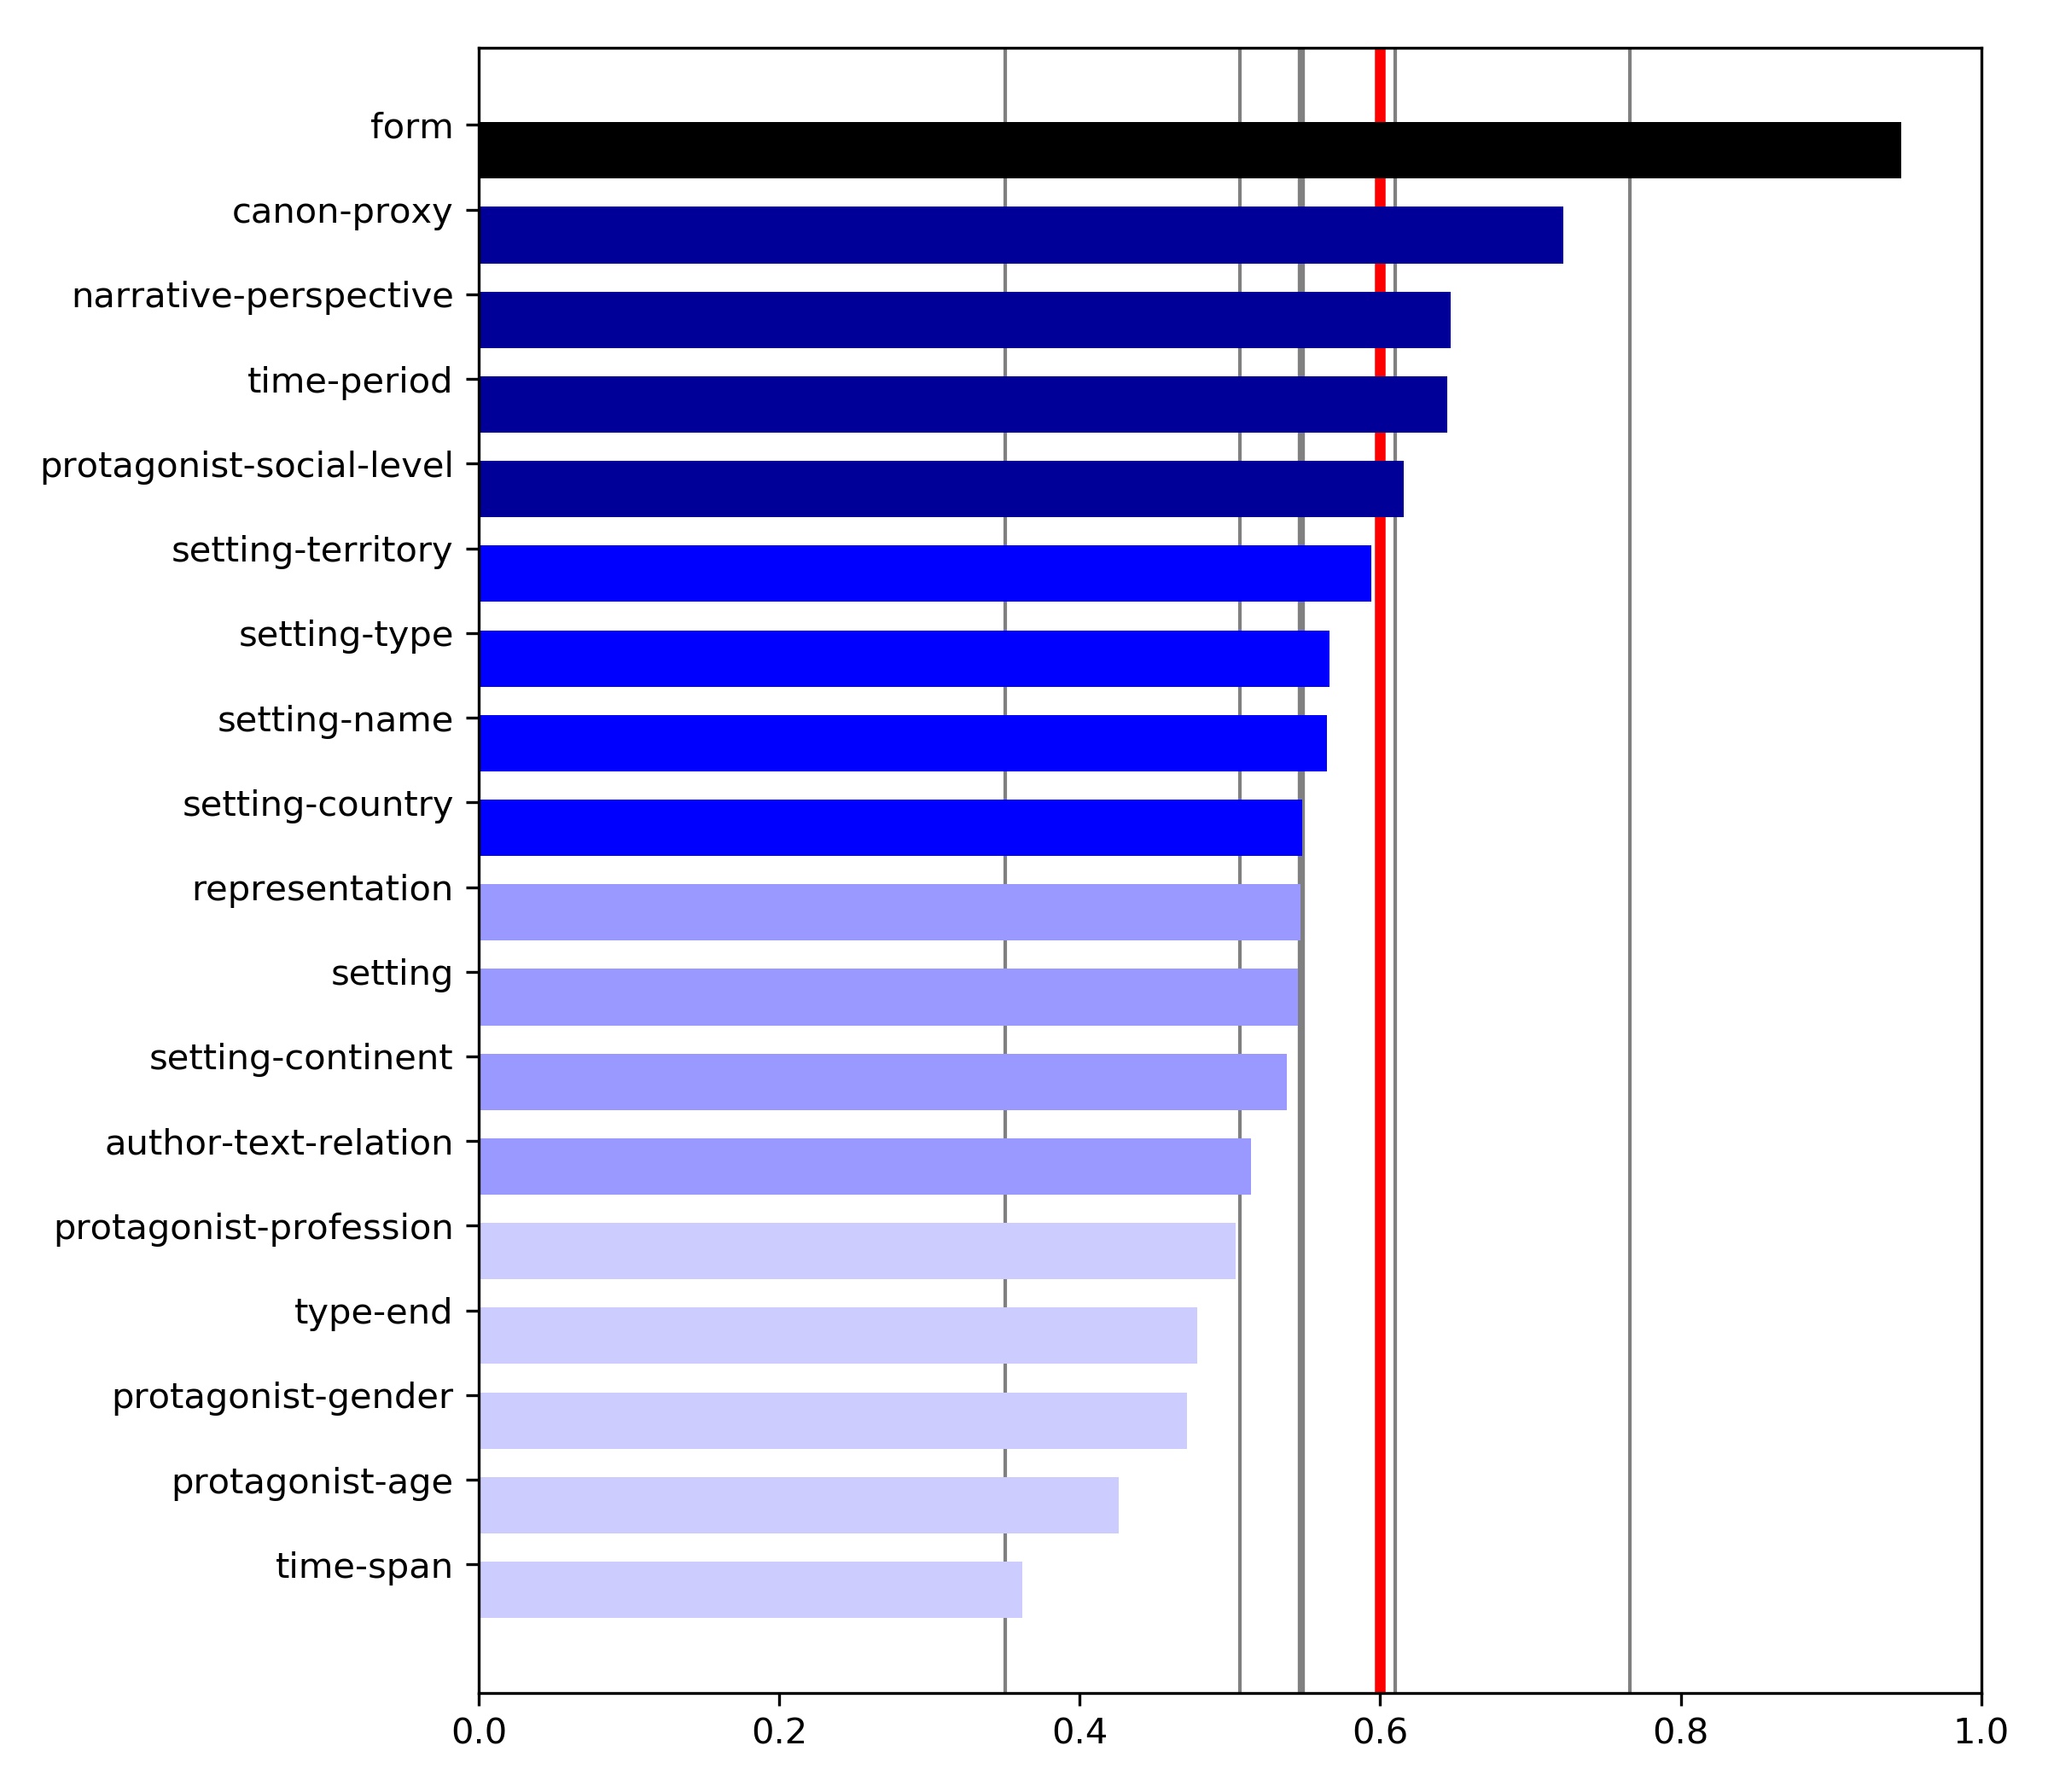 form
canon-proxy
narrative-perspective
time-period
protagonist-social-level
setting-territory
setting-type
setting-name
setting-country
representation
setting
setting-continent
author-text-relation
protagonist-profession
type-end
protagonist-gender
protagonist-age
time-span
0.0 0.2 0.4 0.6 0.8 1.0